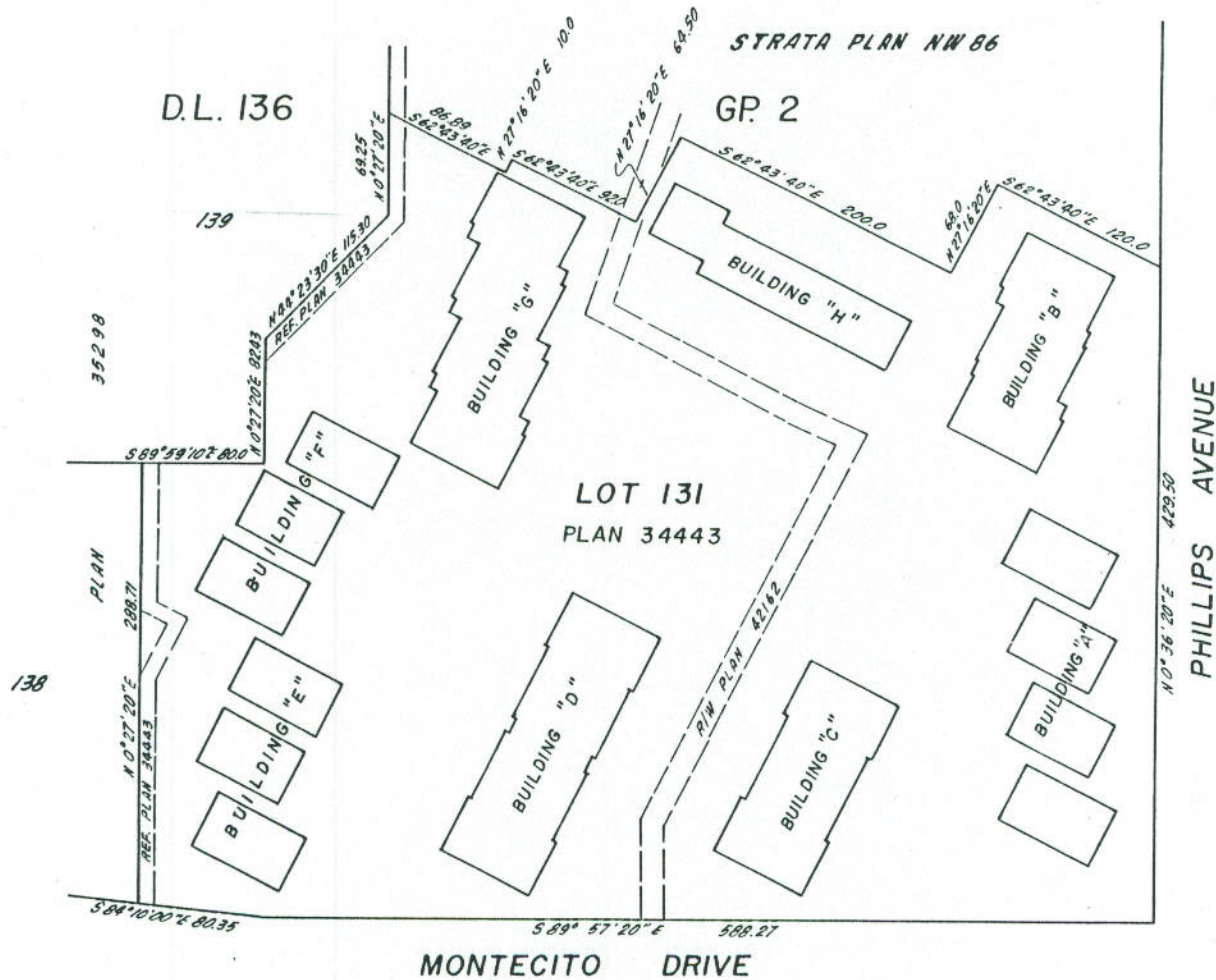 STRATA PLAN NW 86
D.L. 136
GP. 2
86.89
S 62°43'40"E
N 27°16'20"E 10.0
S 62°43'40"E 92.0
N 27°16'20"E 64.50
S 62°43'40"E 200.0
68.0
N 27°16'20"E
S 62°43'40"E 120.0
69.25
N 0°27'20"E
139
N 44°23'30"E 115.30
REF. PLAN 34443
N 0°27'20"E 82.43
35298
S 89°59'10"E 80.0
BUILDING "G"
BUILDING "H"
BUILDING "B"
BUILDING "F"
LOT 131
PLAN 34443
PLAN
288.71
N 0°27'20"E
138
REF. PLAN 34443
BUILDING "E"
BUILDING "D"
R/W PLAN 42162
BUILDING "C"
BUILDING "A"
N 0°36'20"E 429.50
PHILLIPS AVENUE
S 84°10'00"E 80.35
S 89°57'20"E 588.27
MONTECITO DRIVE